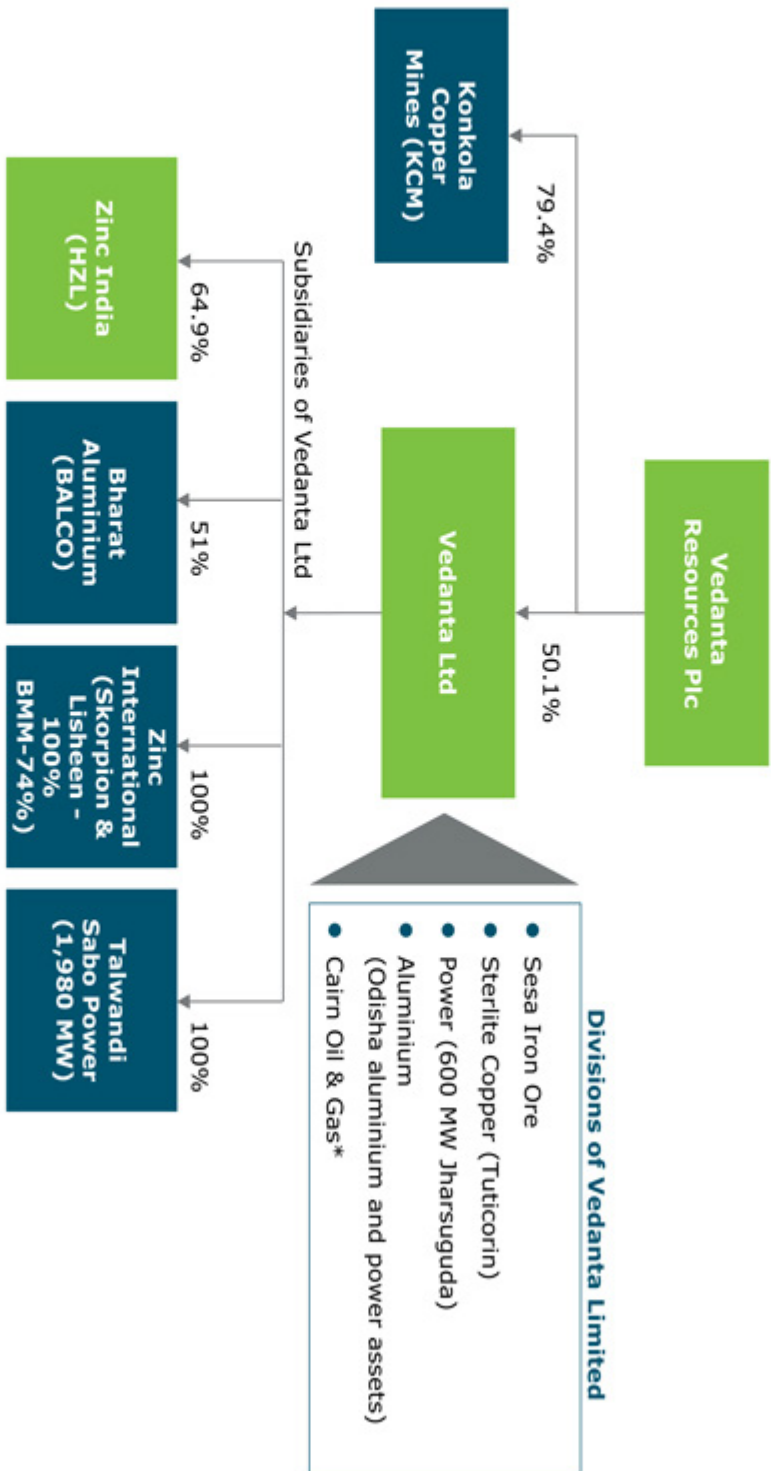 Vedanta
Resources Plc
79.4%
50.1%
Konkola
Copper
Mines (KCM)
Vedanta Ltd
Divisions of Vedanta Limited
• Sesa Iron Ore
• Sterlite Copper (Tuticorin)
• Power (600 MW Jharsuguda)
• Aluminium
(Odisha aluminium and power assets)
• Cairn Oil & Gas*
Subsidiaries of Vedanta Ltd
64.9%
51%
100%
100%
Zinc India
(HZL)
Bharat
Aluminium
(BALCO)
Zinc
International
(Skorpion &
Lisheen -
100%
BMM-74%)
Talwandi
Sabo Power
(1,980 MW)